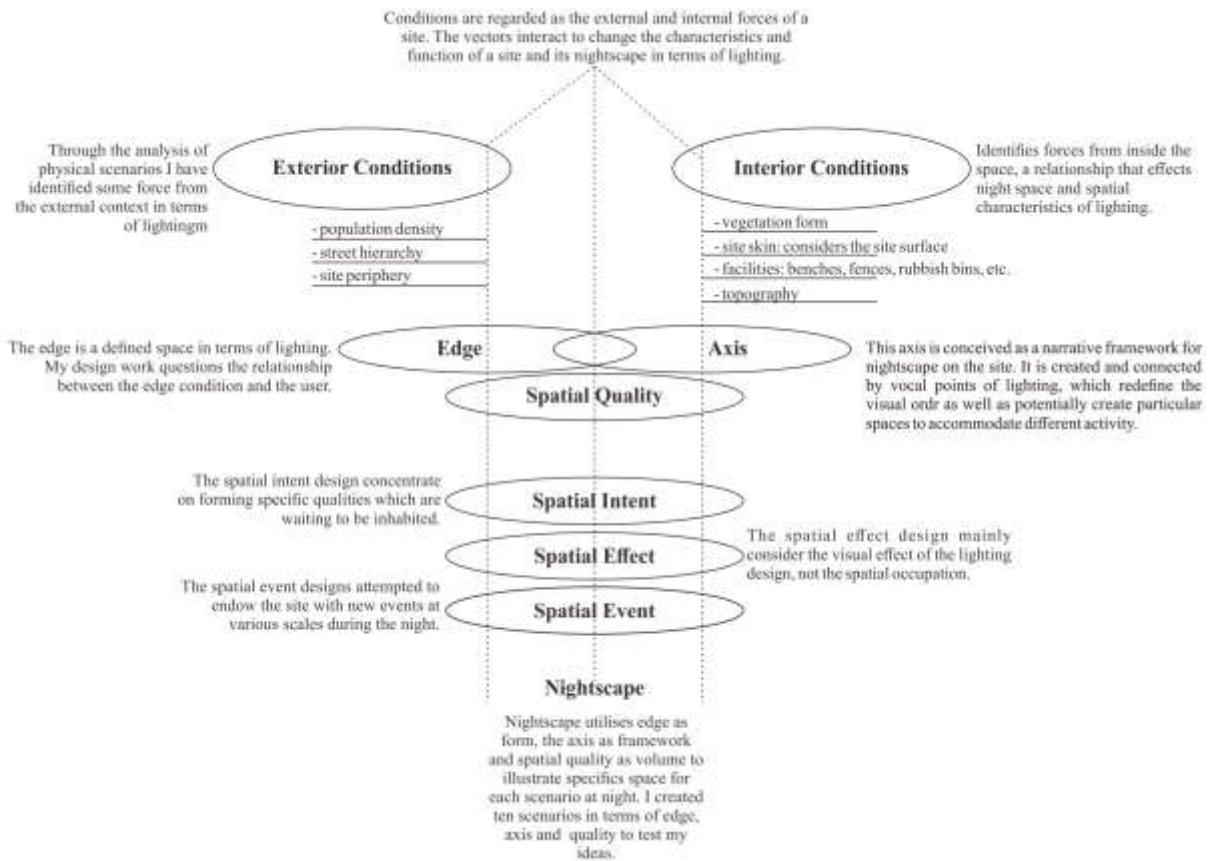 Conditions are regarded as the external and internal forces of a
site. The vectors interact to change the characteristics and
function of a site and its nightscape in terms of lighting.
Through the analysis of
physical scenarios I have
identified some force from
the external context in terms
of lightingm
Exterior Conditions
- population density
- street hierarchy
- site periphery
Interior Conditions
Identifies forces from inside the
space, a relationship that effects
night space and spatial
characteristics of lighting.
- vegetation form
- site skin: considers the site surface
- facilities: benches, fences, rubbish bins, etc.
- topography
The edge is a defined space in terms of lighting.
My design work questions the relationship
between the edge condition and the user.
Edge
Axis
This axis is conceived as a narrative framework for
nightscape on the site. It is created and connected
by vocal points of lighting, which redefine the
visual ordr as well as potentially create particular
spaces to accommodate different activity.
Spatial Quality
The spatial intent design concentrate
on forming specific qualities which are
waiting to be inhabited.
Spatial Intent
Spatial Effect
The spatial effect design mainly
consider the visual effect of the lighting
design, not the spatial occupation.
The spatial event designs attempted to
endow the site with new events at
various scales during the night.
Spatial Event
Nightscape
Nightscape utilises edge as
form, the axis as framework
and spatial quality as volume to
illustrate specifics space for
each scenario at night. I created
ten scenarios in terms of edge,
axis and quality to test my
ideas.